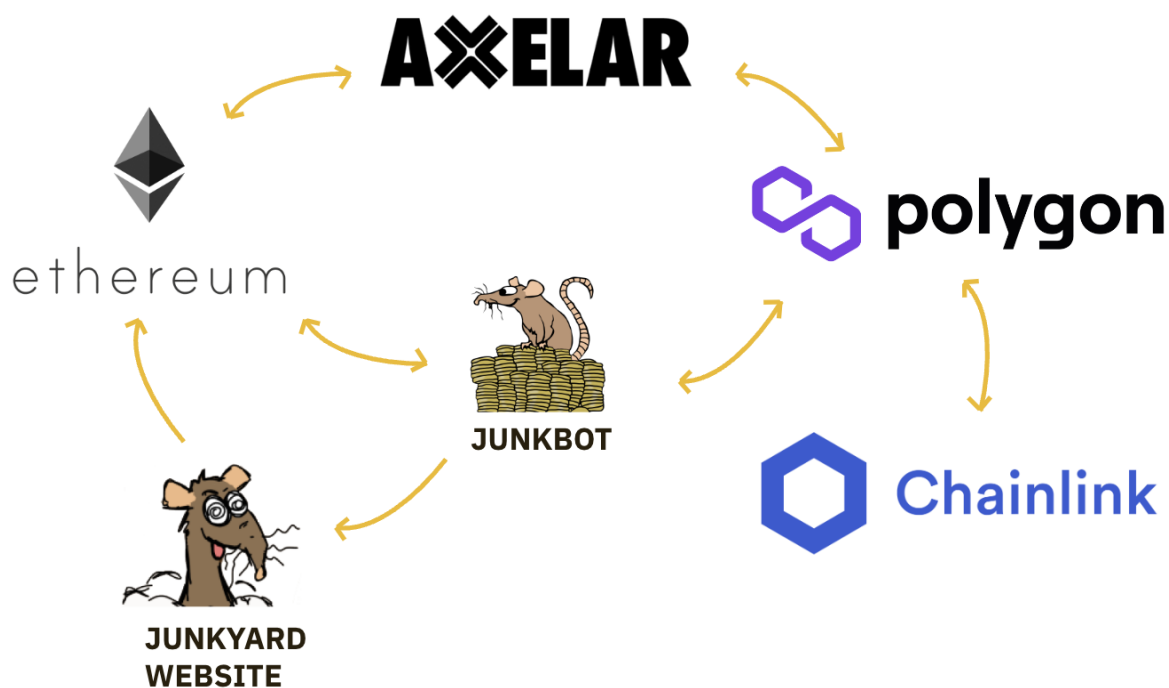 AXELAR
ethereum
polygon
JUNKBOT
Chainlink
JUNKYARD
WEBSITE